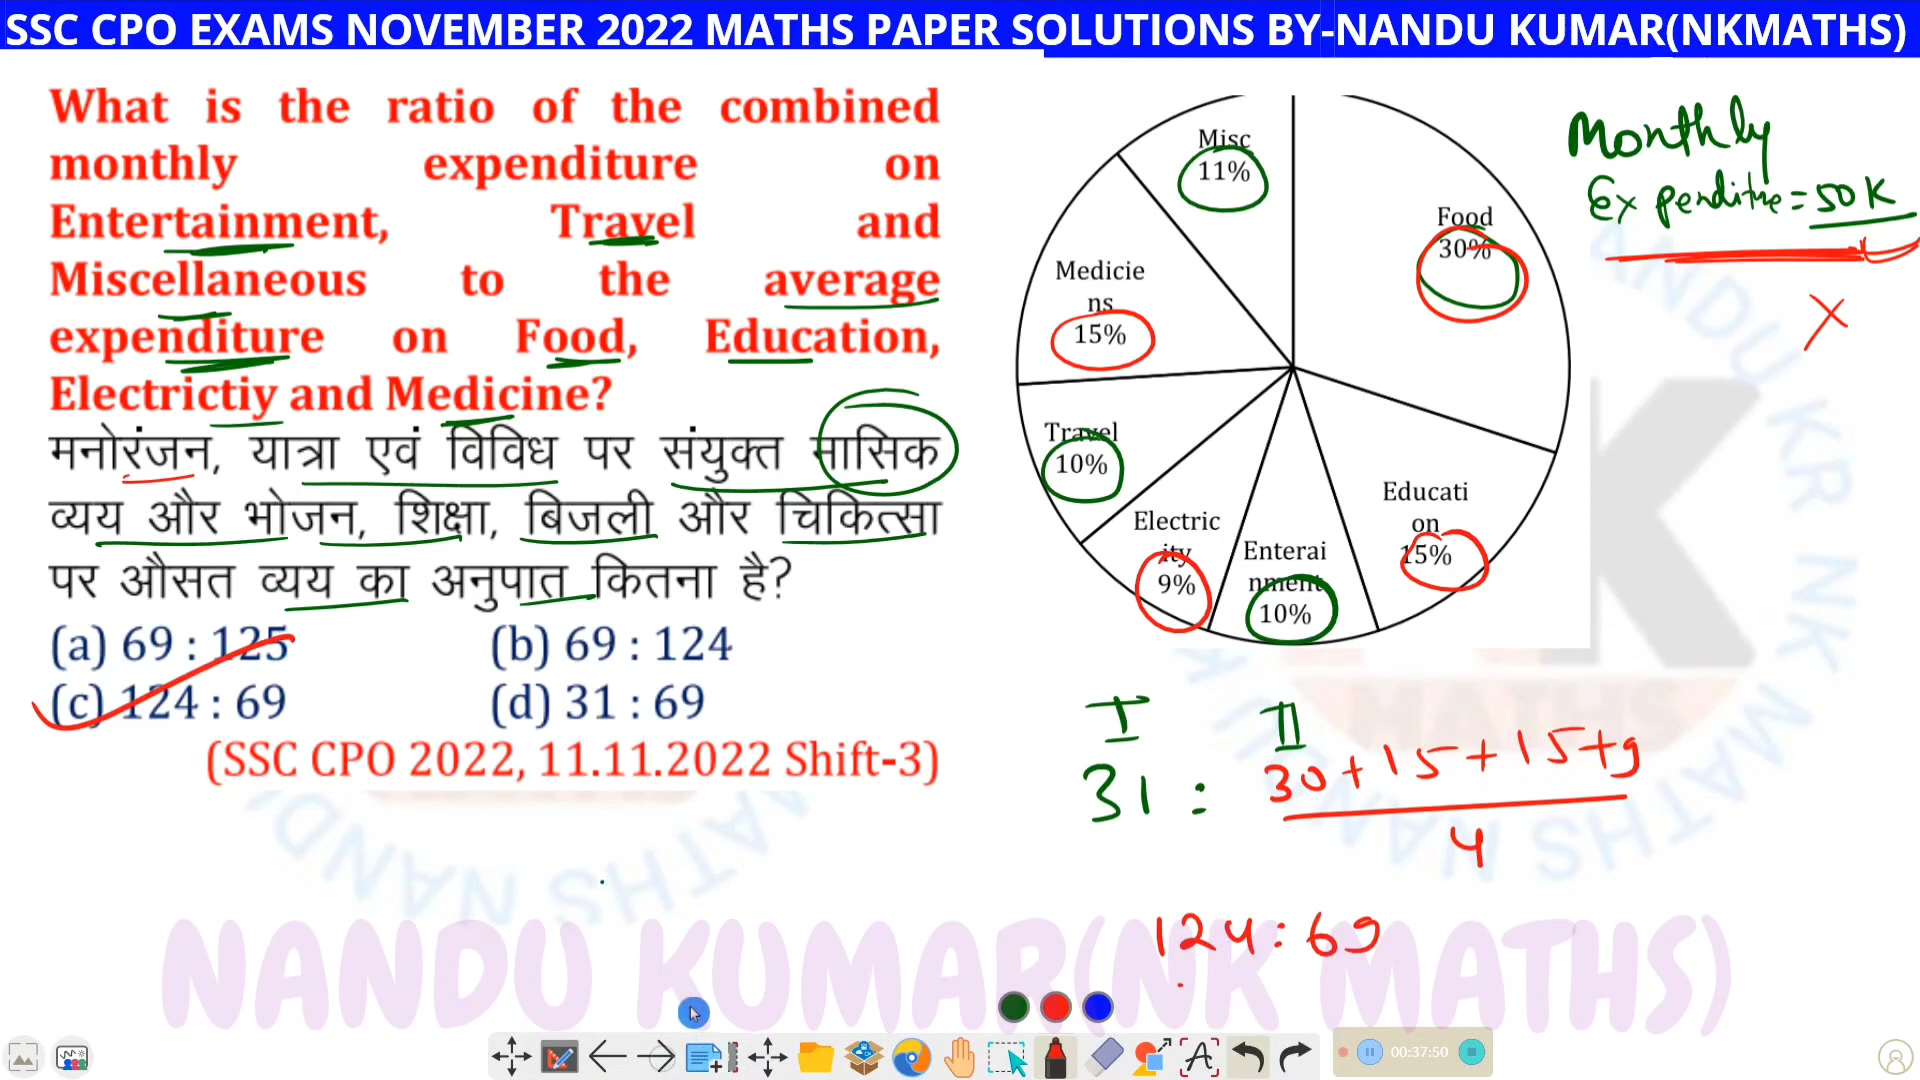 SSC CPO EXAMS NOVEMBER 2022 MATHS PAPER SOLUTIONS BY-NANDU KUMAR(NKMATHS)
What is the ratio of the combined
monthly expenditure on
Entertainment, Travel and
Miscellaneous to the average
expenditure on Food, Education,
Electrictiy and Medicine?
मनोरंजन, यात्रा एवं विविध पर संयुक्त मासिक
व्यय और भोजन, शिक्षा, बिजली और चिकित्सा
पर औसत व्यय का अनुपात कितना है?
(a) 69 : 125 (b) 69 : 124
(c) 124 : 69 (d) 31 : 69
(SSC CPO 2022, 11.11.2022 Shift-3)
Misc
11%
Food
30%
Medicie
ns
15%
Travel
10%
Electric
ity
9%
Enterai
nment
10%
Educati
on
15%
Monthly
Expenditre = 50K
X
I II
31 : 30+15+15+9
4
124:69
NANDU KUMAR(NK MATHS)
00:37:50